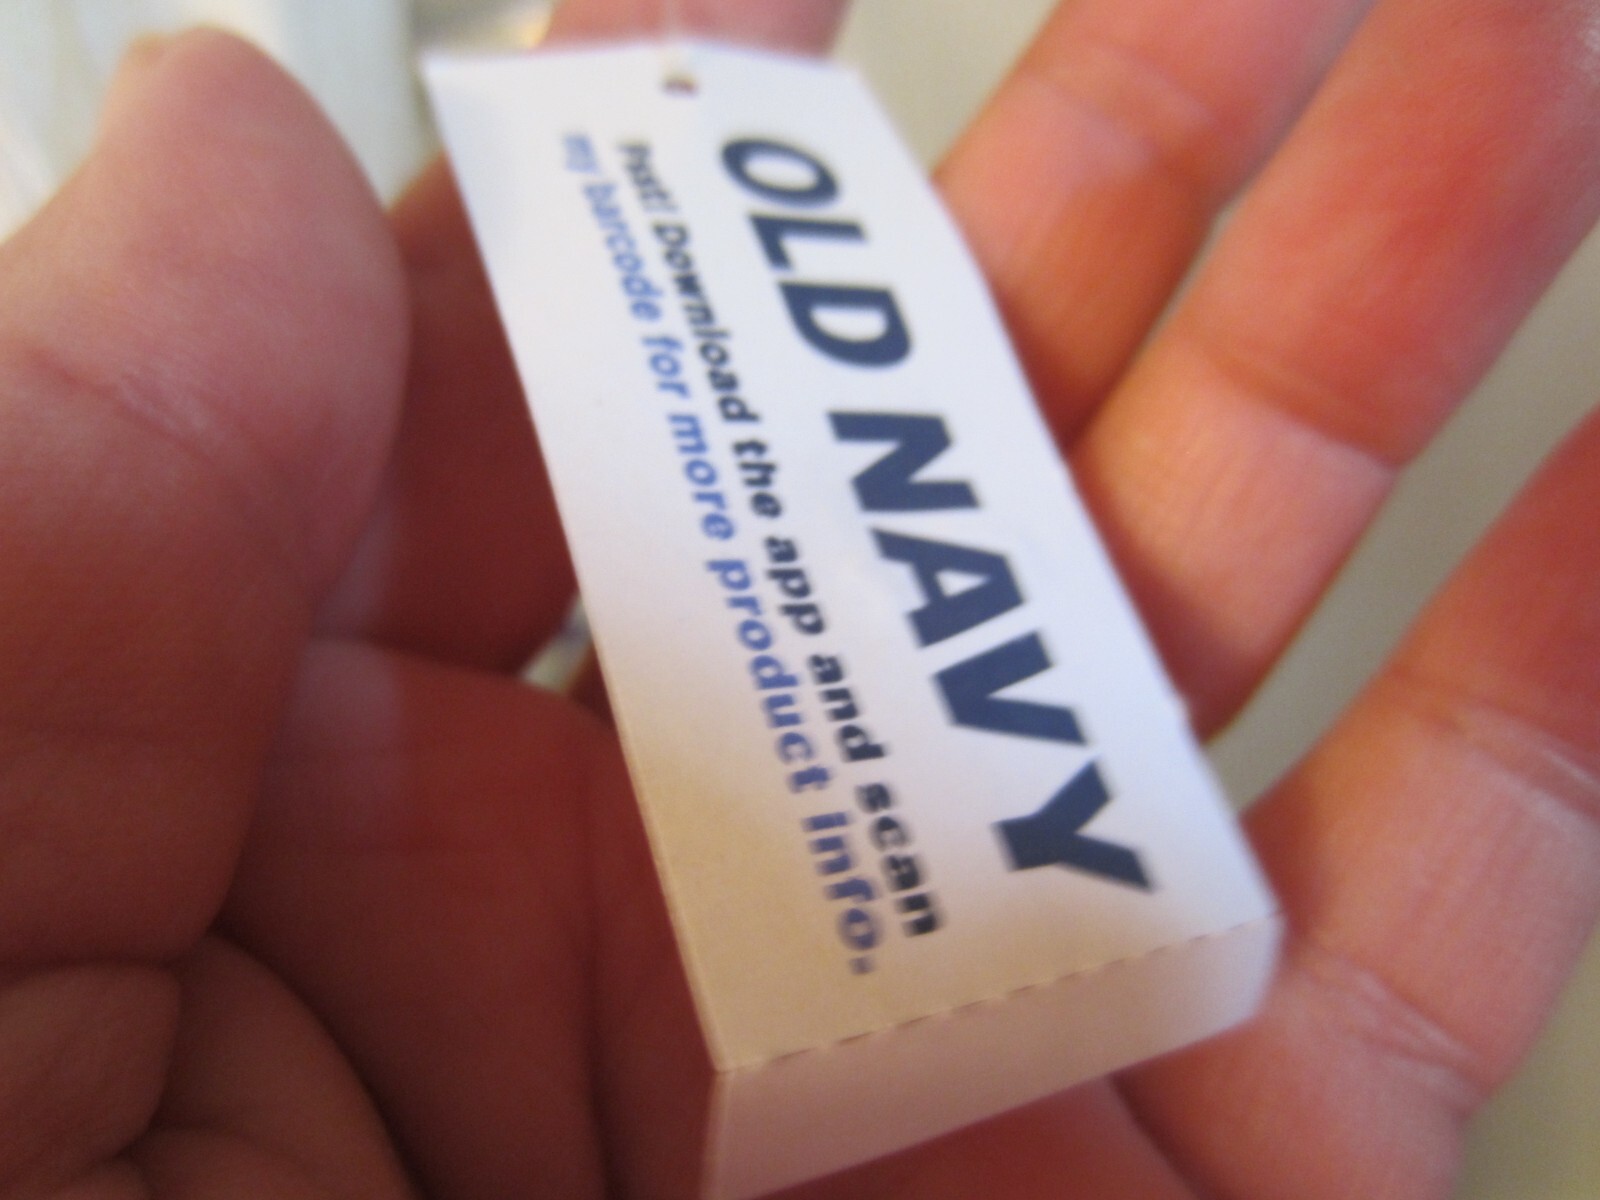 OLD NAVY
Psst! Download the app and scan
my barcode for more product info.